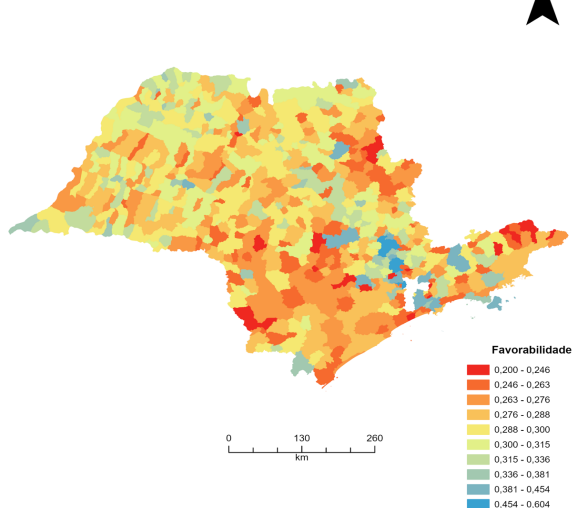 Favorabilidade
0,200 - 0,246
0,246 - 0,263
0,263 - 0,276
0,276 - 0,288
0,288 - 0,300
0,300 - 0,315
0,315 - 0,336
0,336 - 0,381
0,381 - 0,454
0,454 - 0,604
0 130 260
km